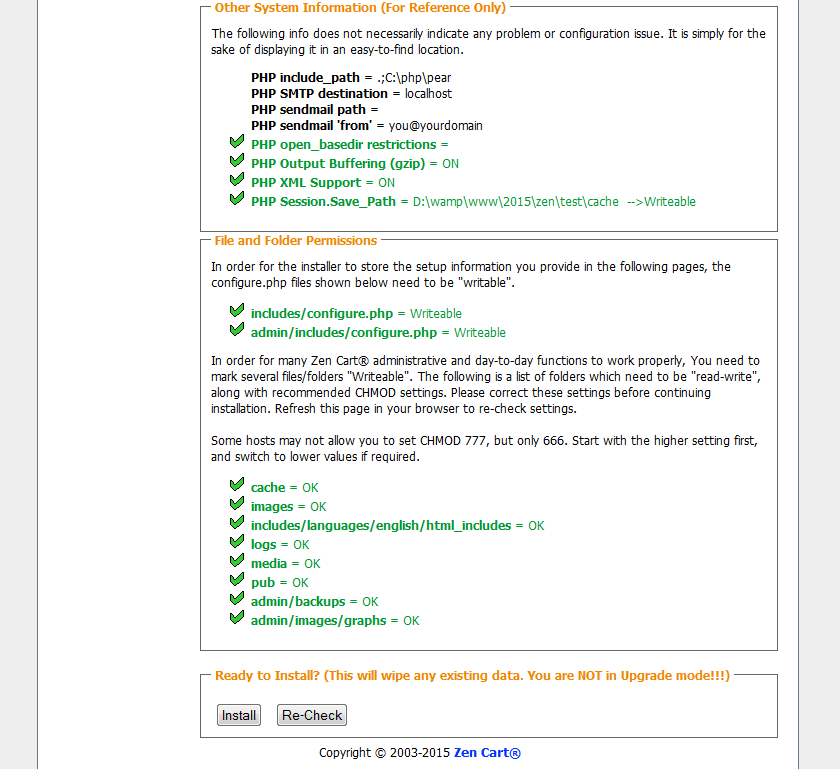 Other System Information (For Reference Only)
The following info does not necessarily indicate any problem or configuration issue. It is simply for the
sake of displaying it in an easy-to-find location.
PHP include_path = .;C:\php\pear
PHP SMTP destination = localhost
PHP sendmail path =
PHP sendmail 'from' = you@yourdomain
PHP open_basedir restrictions =
PHP Output Buffering (gzip) = ON
PHP XML Support = ON
PHP Session.Save_Path = D:\wamp\www\2015\zen\test\cache -->Writeable
File and Folder Permissions
In order for the installer to store the setup information you provide in the following pages, the
configure.php files shown below need to be "writable".
includes/configure.php = Writeable
admin/includes/configure.php = Writeable
In order for many Zen Cart® administrative and day-to-day functions to work properly, You need to
mark several files/folders "Writeable". The following is a list of folders which need to be "read-write",
along with recommended CHMOD settings. Please correct these settings before continuing
installation. Refresh this page in your browser to re-check settings.
Some hosts may not allow you to set CHMOD 777, but only 666. Start with the higher setting first,
and switch to lower values if required.
cache = OK
images = OK
includes/languages/english/html_includes = OK
logs = OK
media = OK
pub = OK
admin/backups = OK
admin/images/graphs = OK
Ready to Install? (This will wipe any existing data. You are NOT in Upgrade mode!!!)
Install Re-Check
Copyright © 2003-2015 Zen Cart®